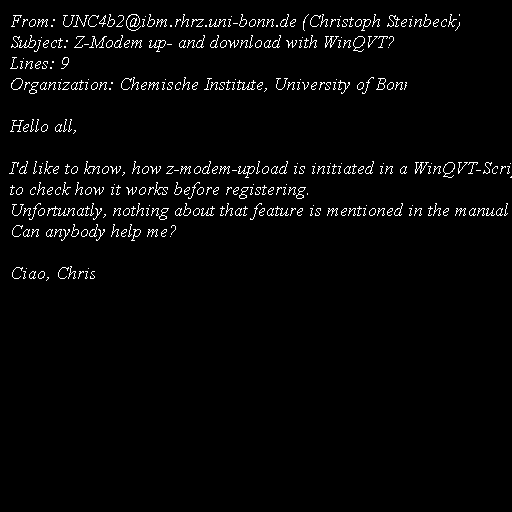 From: UNC4b2@ibm.rhrz.uni-bonn.de (Christoph Steinbeck)
Subject: Z-Modem up- and download with WinQVT?
Lines: 9
Organization: Chemische Institute, University of Bonn

Hello all,

I'd like to know, how z-modem-upload is initiated in a WinQVT-Scri
to check how it works before registering.
Unfortunatly, nothing about that feature is mentioned in the manual
Can anybody help me?

Ciao, Chris